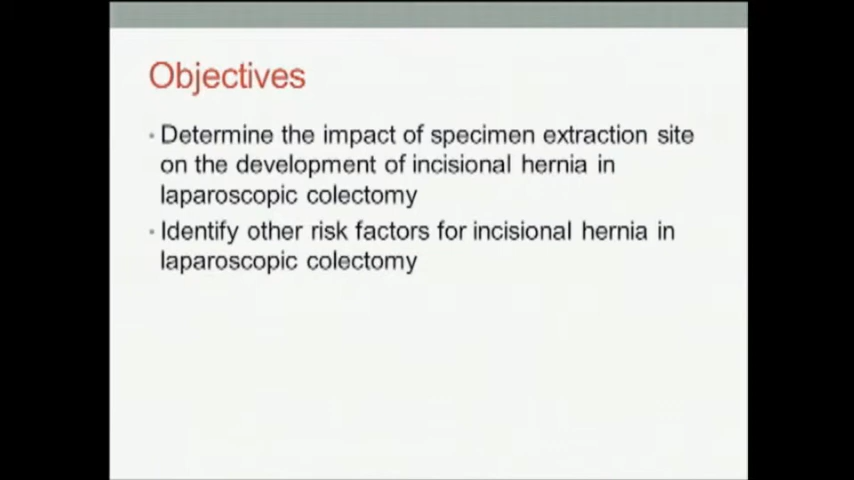 Objectives
· Determine the impact of specimen extraction site
on the development of incisional hernia in
laparoscopic colectomy
· Identify other risk factors for incisional hernia in
laparoscopic colectomy